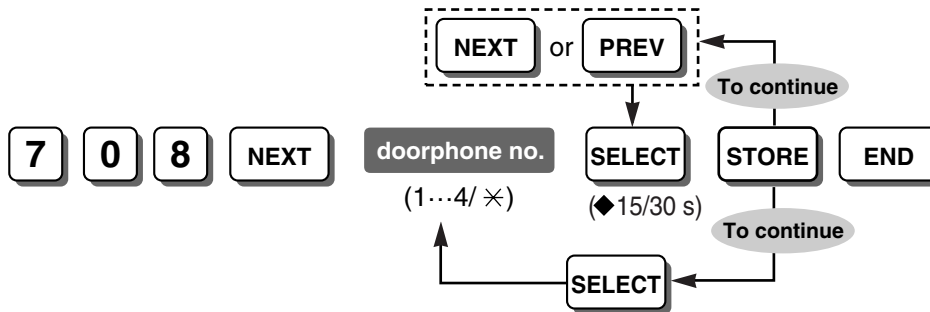 NEXT or PREV
To continue
7 0 8 NEXT doorphone no. SELECT STORE END
(1···4/ ✳) (◆15/30 s)
To continue
SELECT